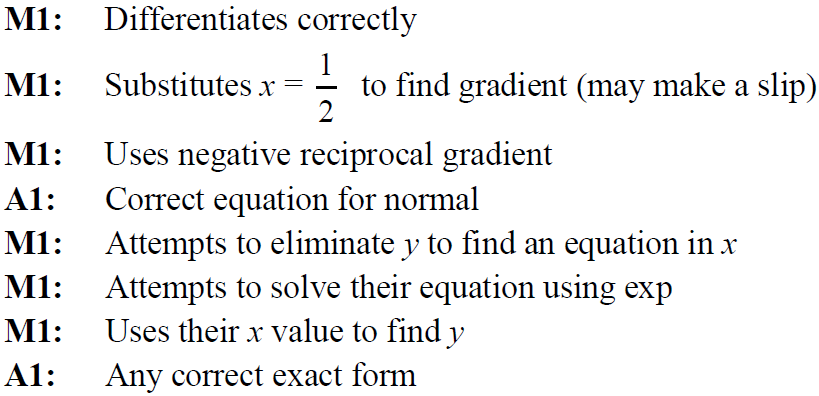 M1: Differentiates correctly
M1: Substitutes x = 1/2 to find gradient (may make a slip)
M1: Uses negative reciprocal gradient
A1: Correct equation for normal
M1: Attempts to eliminate y to find an equation in x
M1: Attempts to solve their equation using exp
M1: Uses their x value to find y
A1: Any correct exact form